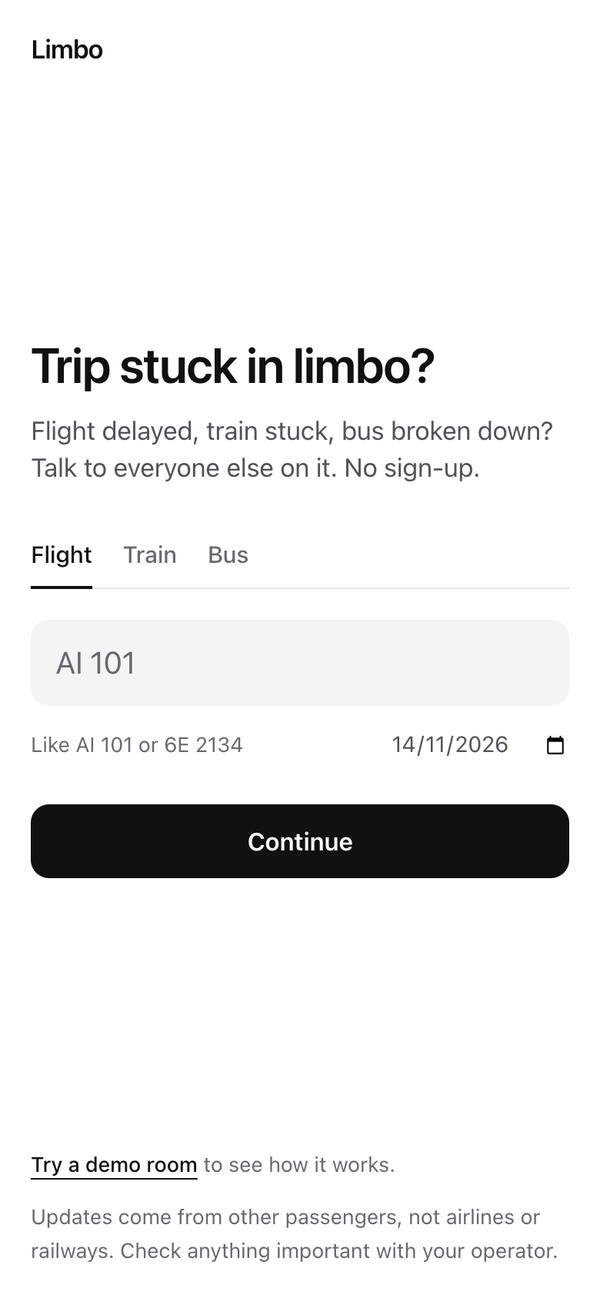 Limbo
Trip stuck in limbo?
Flight delayed, train stuck, bus broken down?
Talk to everyone else on it. No sign-up.
Flight Train Bus
AI 101
Like AI 101 or 6E 2134 14/11/2026
Continue
Try a demo room to see how it works.
Updates come from other passengers, not airlines or
railways. Check anything important with your operator.